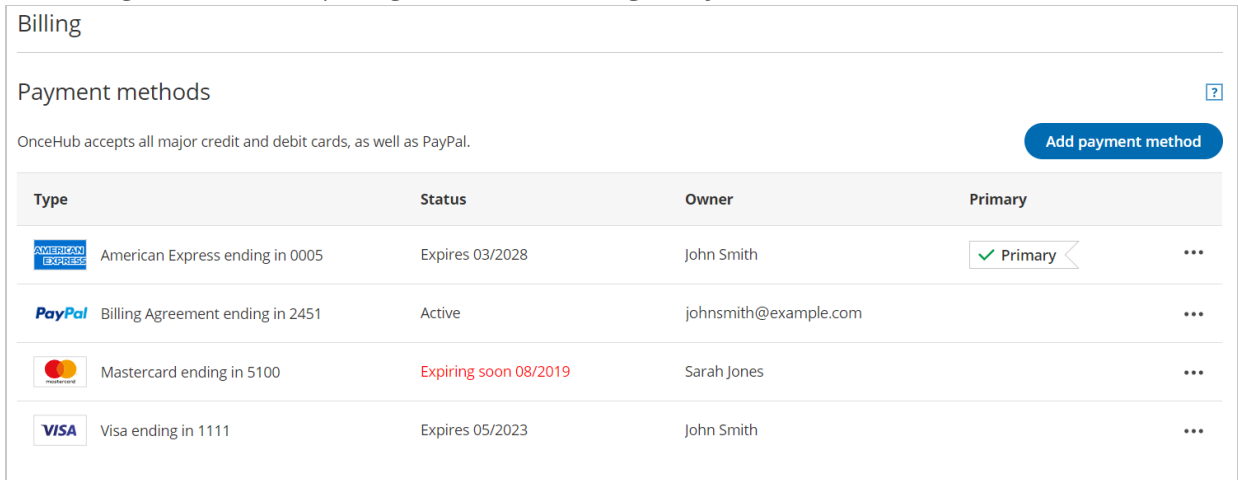 Billing
Payment methods
?
OnceHub accepts all major credit and debit cards, as well as PayPal.
Add payment method
Type Status Owner Primary
AMERICAN EXPRESS American Express ending in 0005 Expires 03/2028 John Smith Primary
PayPal Billing Agreement ending in 2451 Active johnsmith@example.com
mastercard Mastercard ending in 5100 Expiring soon 08/2019 Sarah Jones
VISA Visa ending in 1111 Expires 05/2023 John Smith